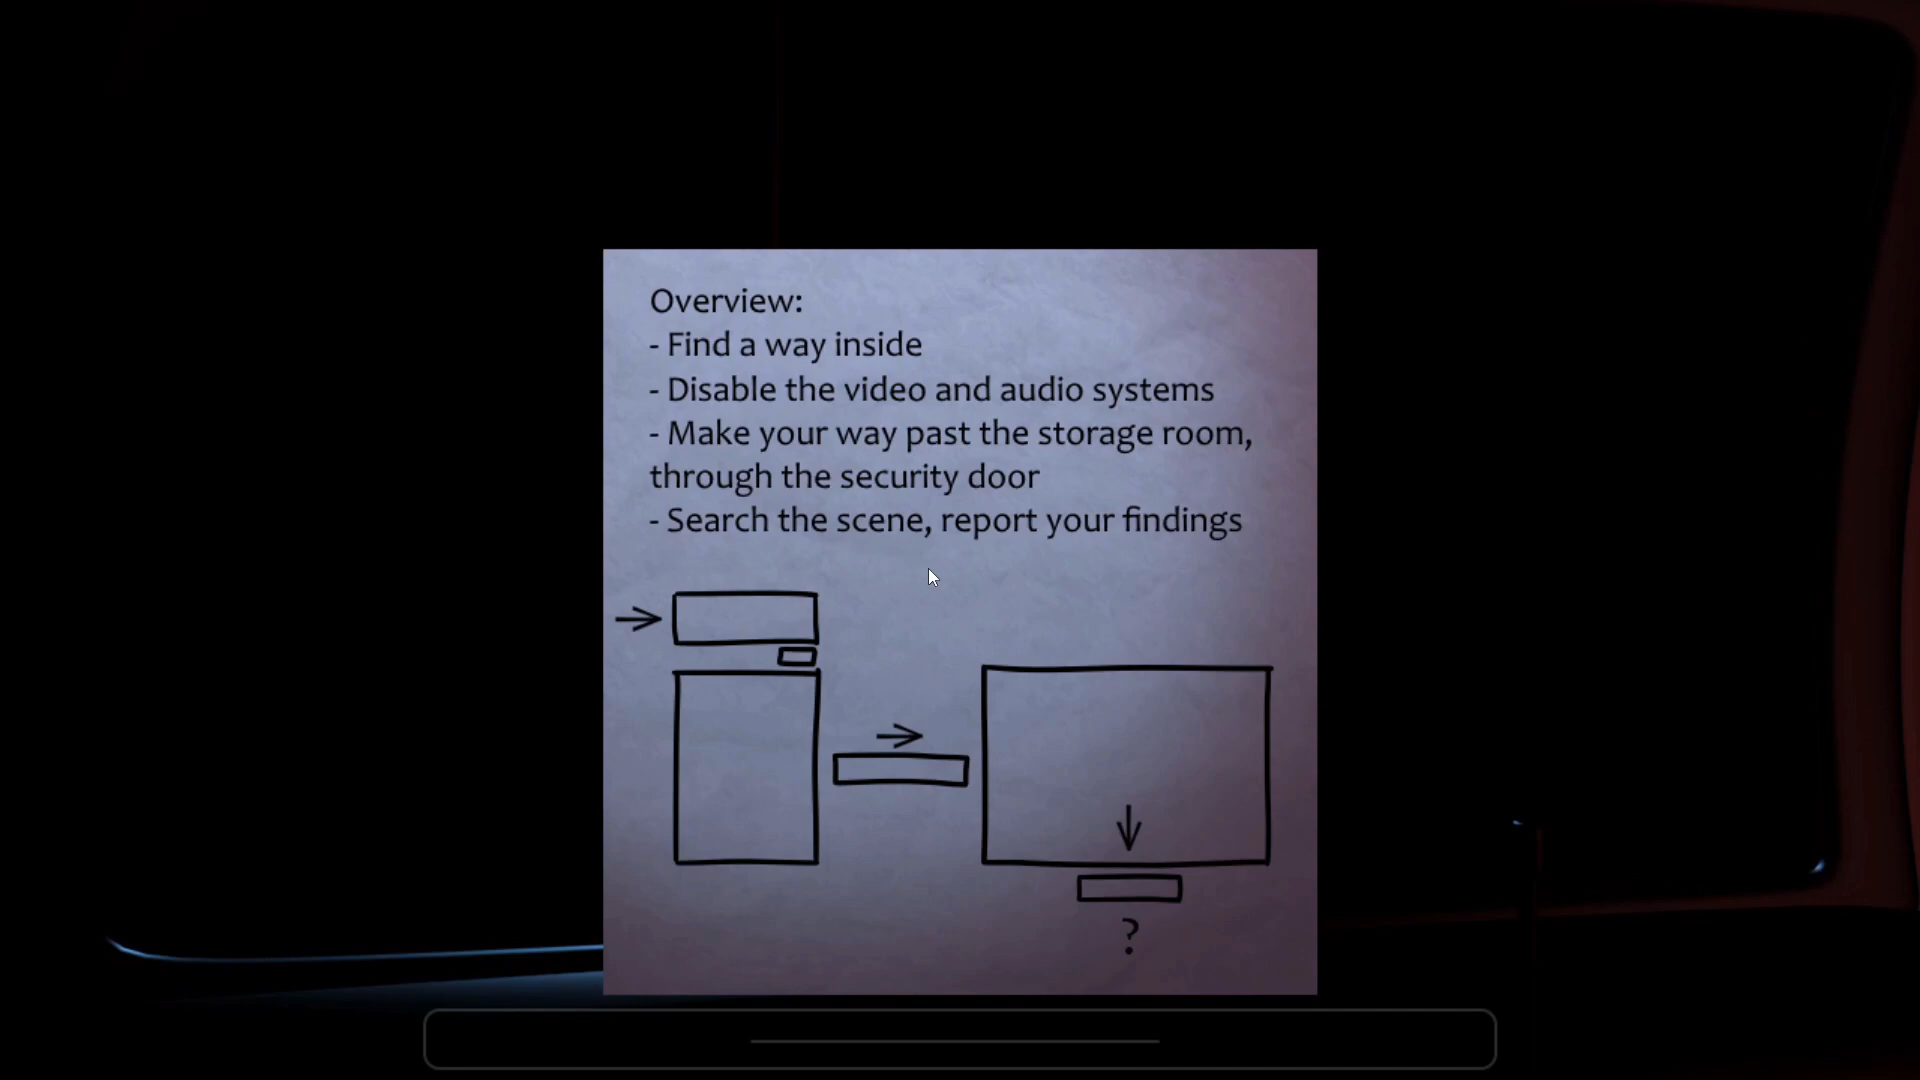 Overview:
- Find a way inside
- Disable the video and audio systems
- Make your way past the storage room,
through the security door
- Search the scene, report your findings
?